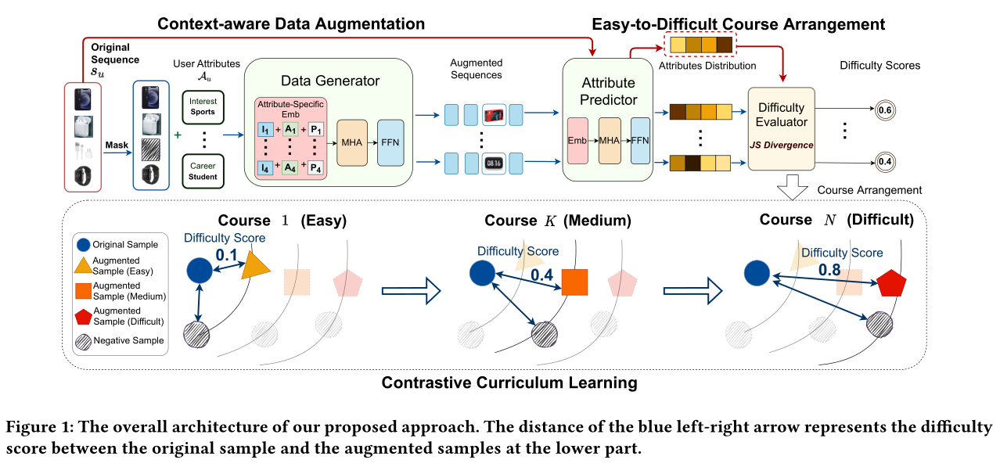 Context-aware Data Augmentation
Easy-to-Difficult Course Arrangement
Original
Sequence
𝑠𝑢
Mask
User Attributes
𝒜𝑢
Interest
Sports
+
Career
Student
Data Generator
Attribute-Specific
Emb
I1 + A1 + P1
I4 + A4 + P4
MHA
FFN
Augmented
Sequences
08 16
Attribute
Predictor
Emb
MHA
FFN
Attributes Distribution
Difficulty
Evaluator
JS Divergence
Difficulty Scores
0.6
0.4
Course Arrangement
Original Sample
Augmented
Sample (Easy)
Augmented
Sample (Medium)
Augmented
Sample (Difficult)
Negative Sample
Course 1 (Easy)
Difficulty Score
0.1
Course K (Medium)
Difficulty Score
0.4
Course N (Difficult)
Difficulty Score
0.8
Contrastive Curriculum Learning
Figure 1: The overall architecture of our proposed approach. The distance of the blue left-right arrow represents the difficulty
score between the original sample and the augmented samples at the lower part.